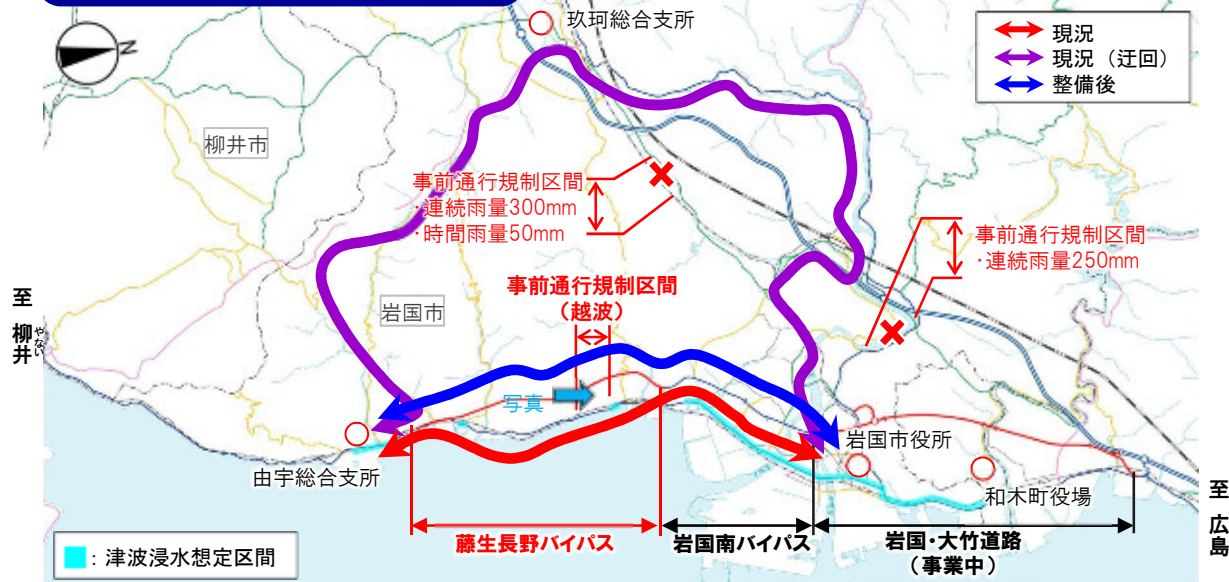 玖珂総合支所
N
現況
現況（迂回）
整備後
柳井市
事前通行規制区間
・連続雨量300mm
・時間雨量50mm
事前通行規制区間
・連続雨量250mm
事前通行規制区間
（越波）
岩国市
至 柳井
やない
写真
岩国市役所
由宇総合支所
和木町役場
至 広島
藤生長野バイパス
岩国南バイパス
岩国・大竹道路
（事業中）
：津波浸水想定区間